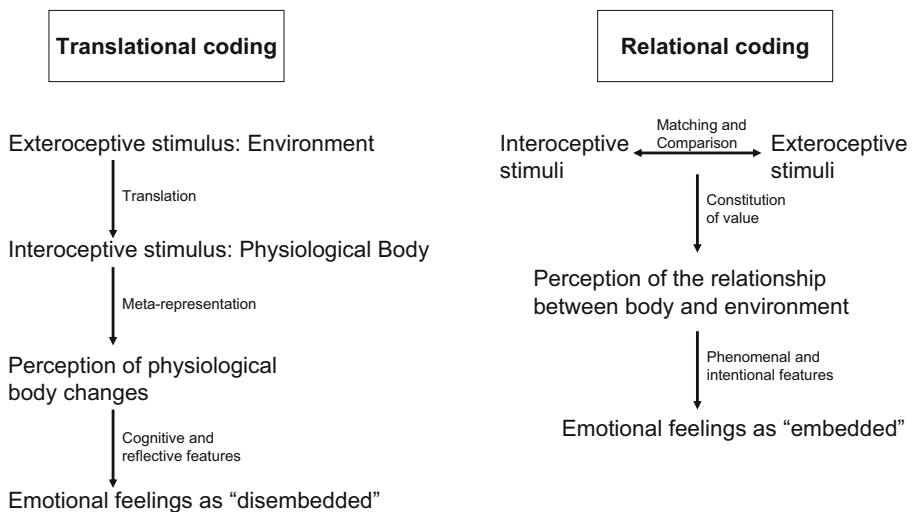 Translational coding
Exteroceptive stimulus: Environment
Translation
Interoceptive stimulus: Physiological Body
Meta-representation
Perception of physiological
body changes
Cognitive and
reflective features
Emotional feelings as “disembedded”
Relational coding
Interoceptive
stimuli
Matching and
Comparison
Exteroceptive
stimuli
Constitution
of value
Perception of the relationship
between body and environment
Phenomenal and
intentional features
Emotional feelings as “embedded”